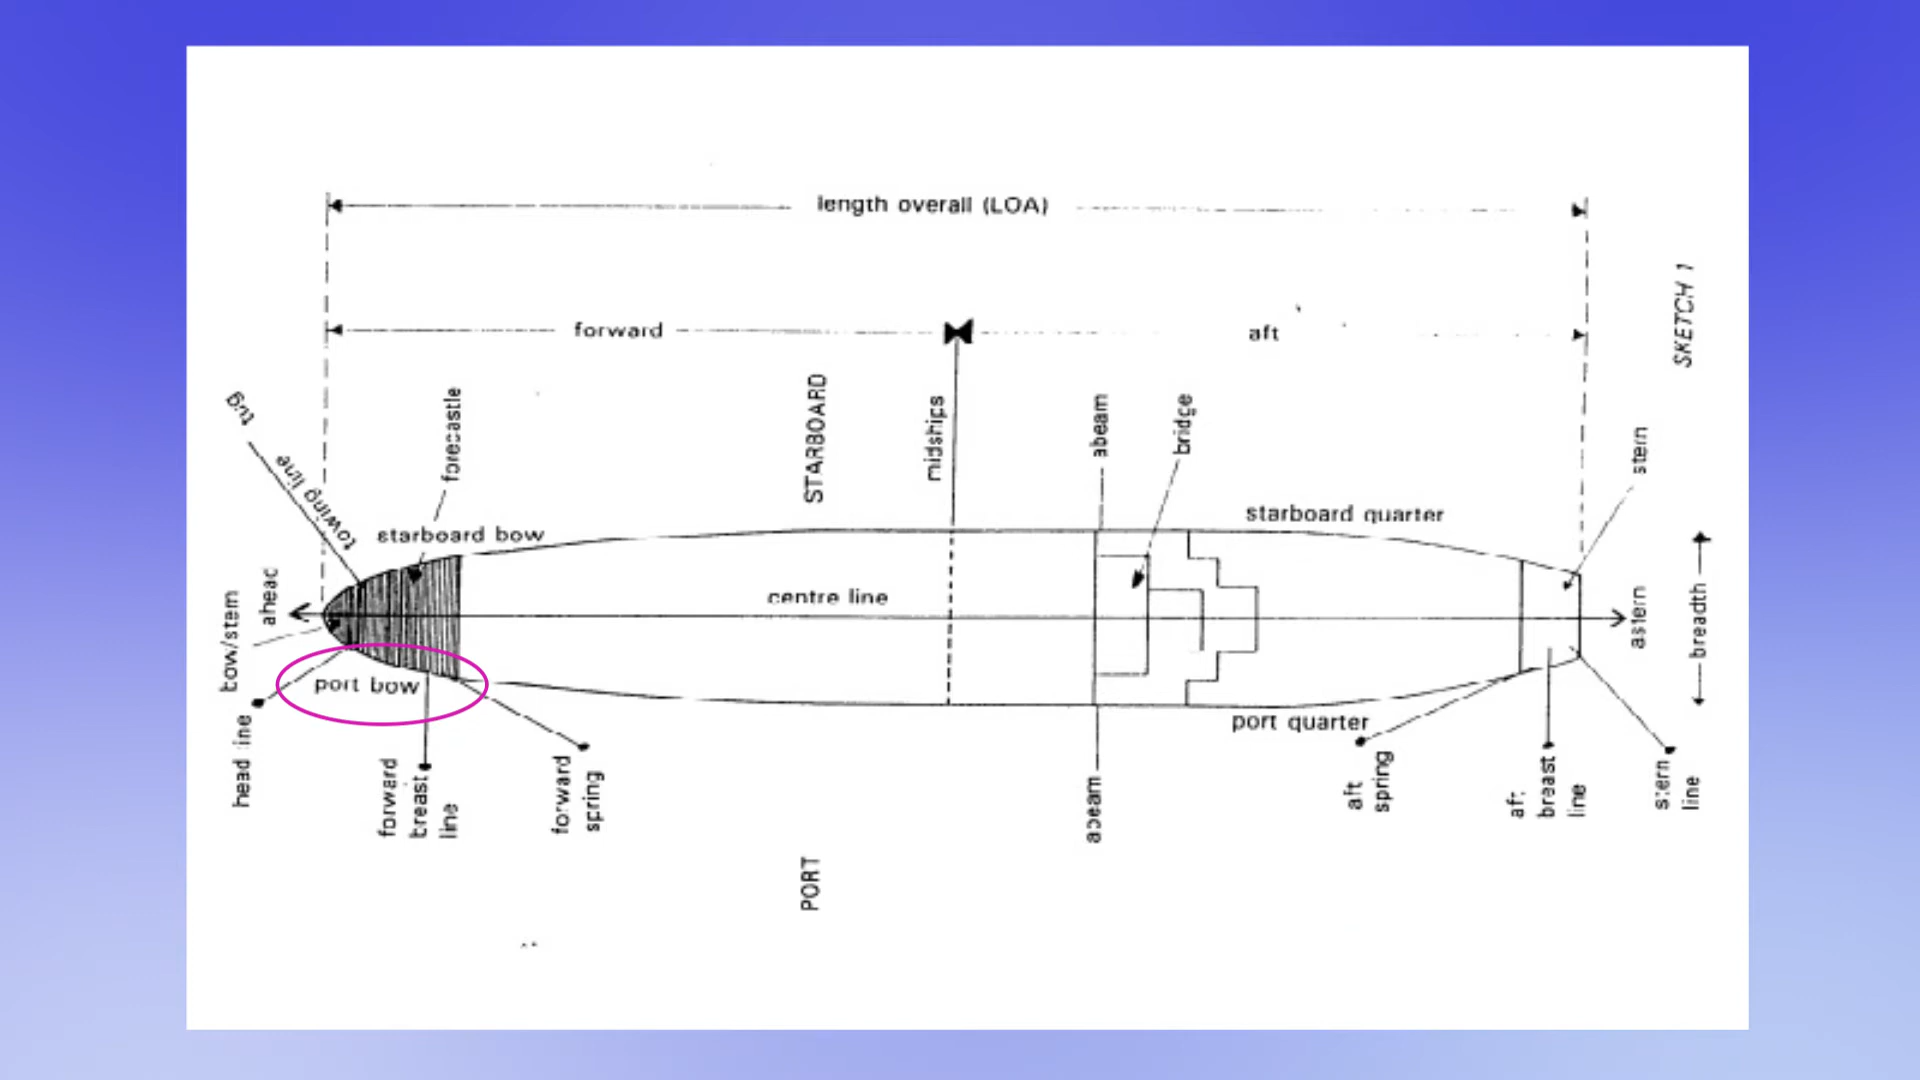 length overall (LOA)
forward
aft
SKETCH 1
tug
towing line
forecastle
STARBOARD
midships
abeam
bridge
stern
starboard bow
starboard quarter
ahead
centre line
astern
breadth
bow/stem
port bow
port quarter
head line
forward
breast
line
forward
spring
abeam
aft
spring
aft
breast
line
stern
line
PORT